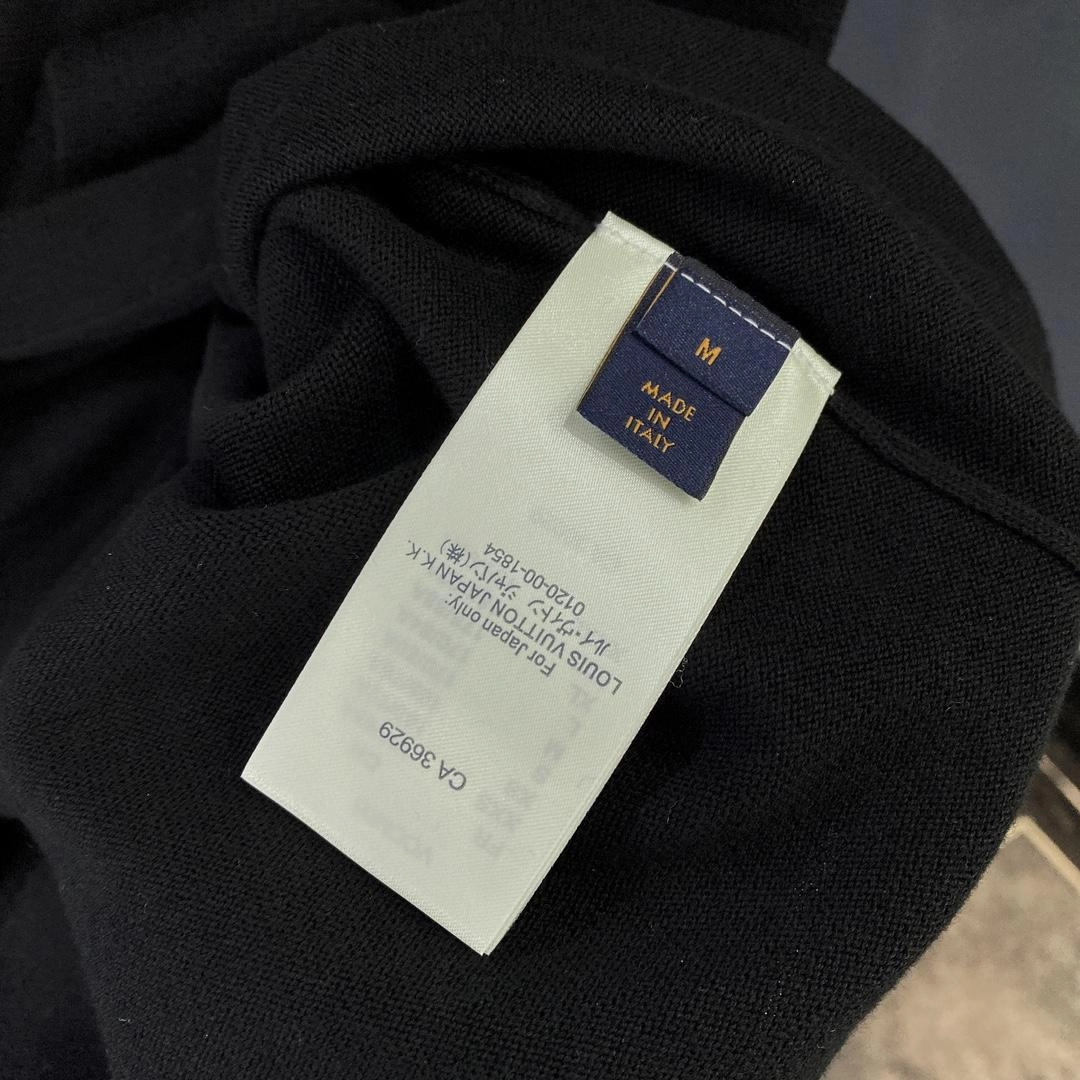 M
MADE
IN
ITALY
CA 36929
For Japan only:
LOUIS VUITTON JAPAN K.K.
ルイ・ヴィトン ジャパン(株)
0120-00-1854